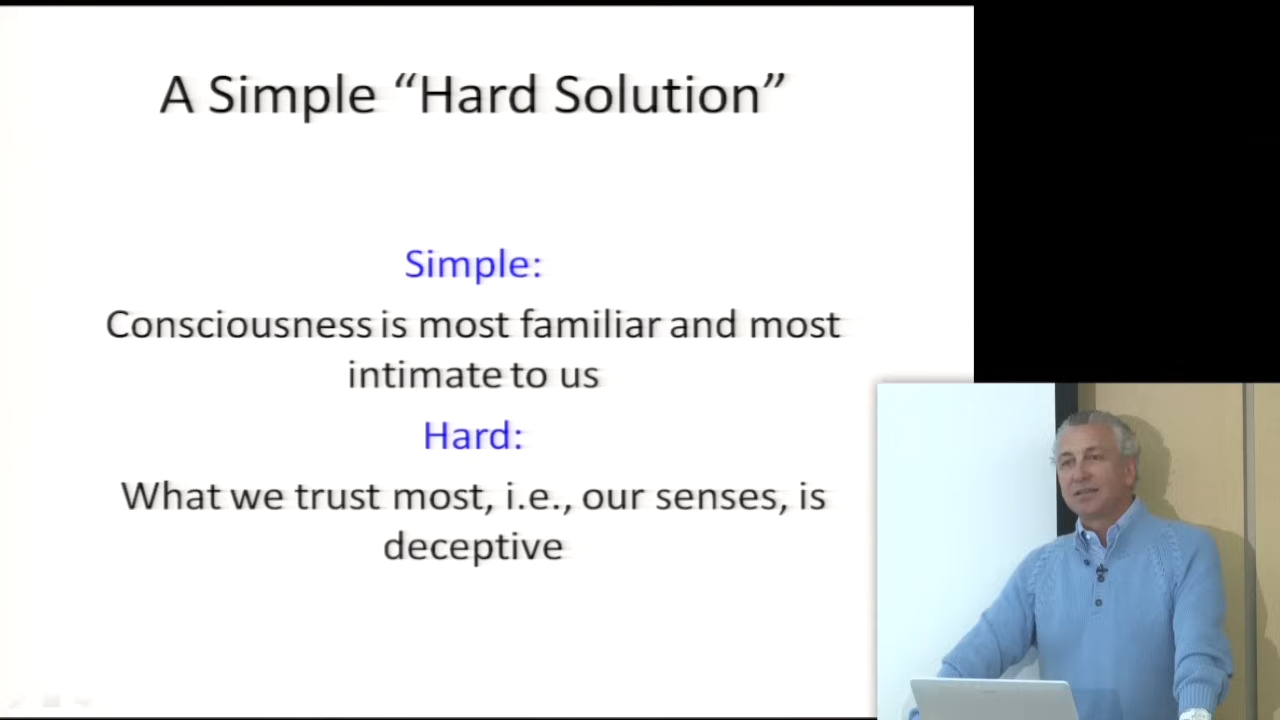 A Simple “Hard Solution”
Simple:
Consciousness is most familiar and most
intimate to us
Hard:
What we trust most, i.e., our senses, is
deceptive